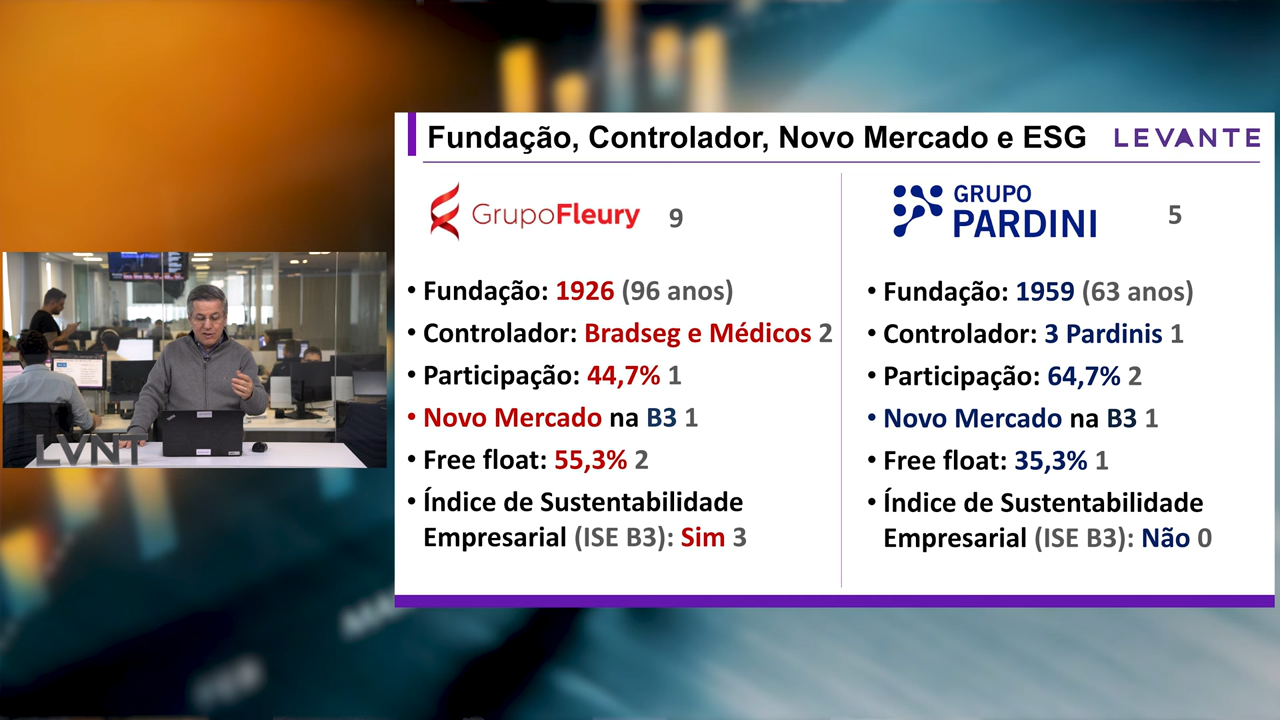 Fundação, Controlador, Novo Mercado e ESG
LEVANTE
GrupoFleury 9
• Fundação: 1926 (96 anos)
• Controlador: Bradseg e Médicos 2
• Participação: 44,7% 1
• Novo Mercado na B3 1
• Free float: 55,3% 2
• Índice de Sustentabilidade
Empresarial (ISE B3): Sim 3
GRUPO
PARDINI
5
• Fundação: 1959 (63 anos)
• Controlador: 3 Pardinis 1
• Participação: 64,7% 2
• Novo Mercado na B3 1
• Free float: 35,3% 1
• Índice de Sustentabilidade
Empresarial (ISE B3): Não 0
LVNT